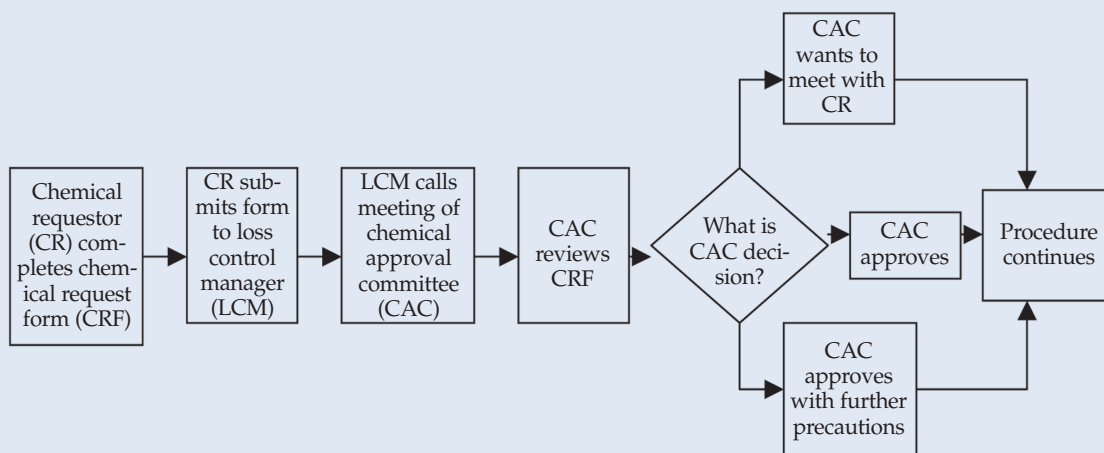 Chemical
requestor
(CR) com-
pletes chem-
ical request
form (CRF)
CR sub-
mits form
to loss
control
manager
(LCM)
LCM calls
meeting of
chemical
approval
committee
(CAC)
CAC
reviews
CRF
What is
CAC deci-
sion?
CAC
wants to
meet with
CR
CAC
approves
CAC
approves
with further
precautions
Procedure
continues